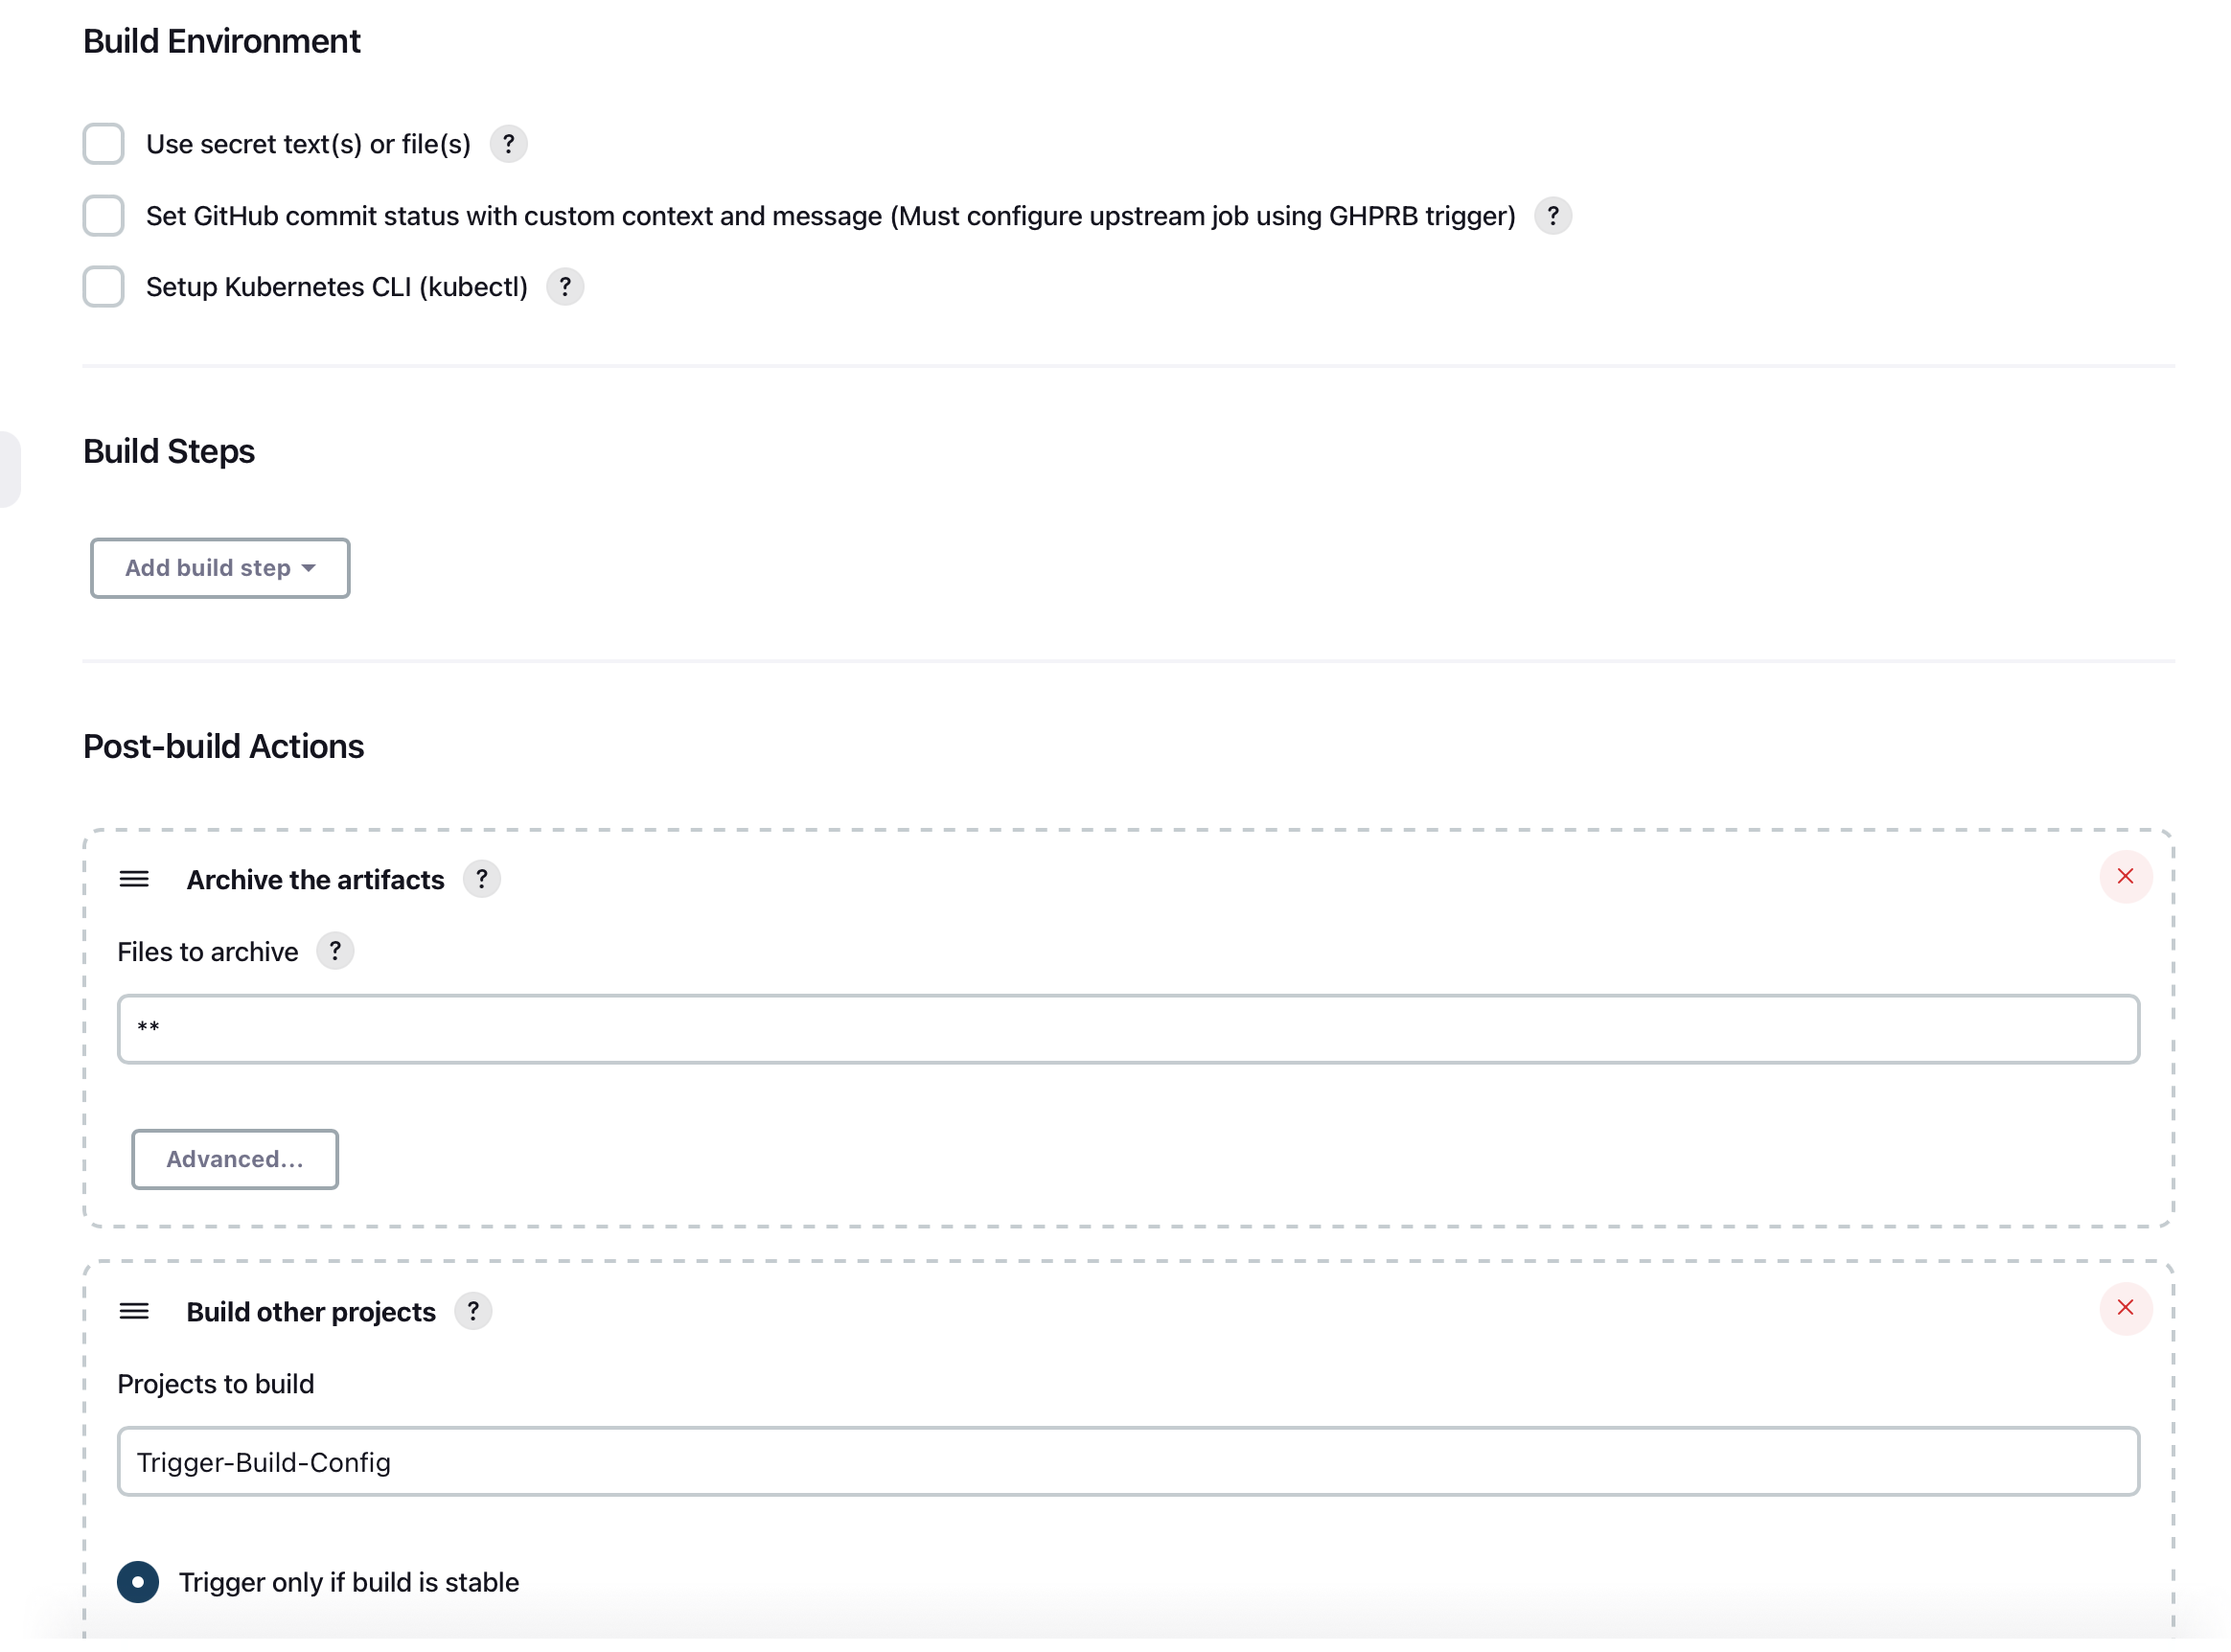 Build Environment
Use secret text(s) or file(s) ?
Set GitHub commit status with custom context and message (Must configure upstream job using GHPRB trigger) ?
Setup Kubernetes CLI (kubectl) ?
Build Steps
Add build step
Post-build Actions
Archive the artifacts ?
Files to archive ?
**
Advanced...
Build other projects ?
Projects to build
Trigger-Build-Config
Trigger only if build is stable